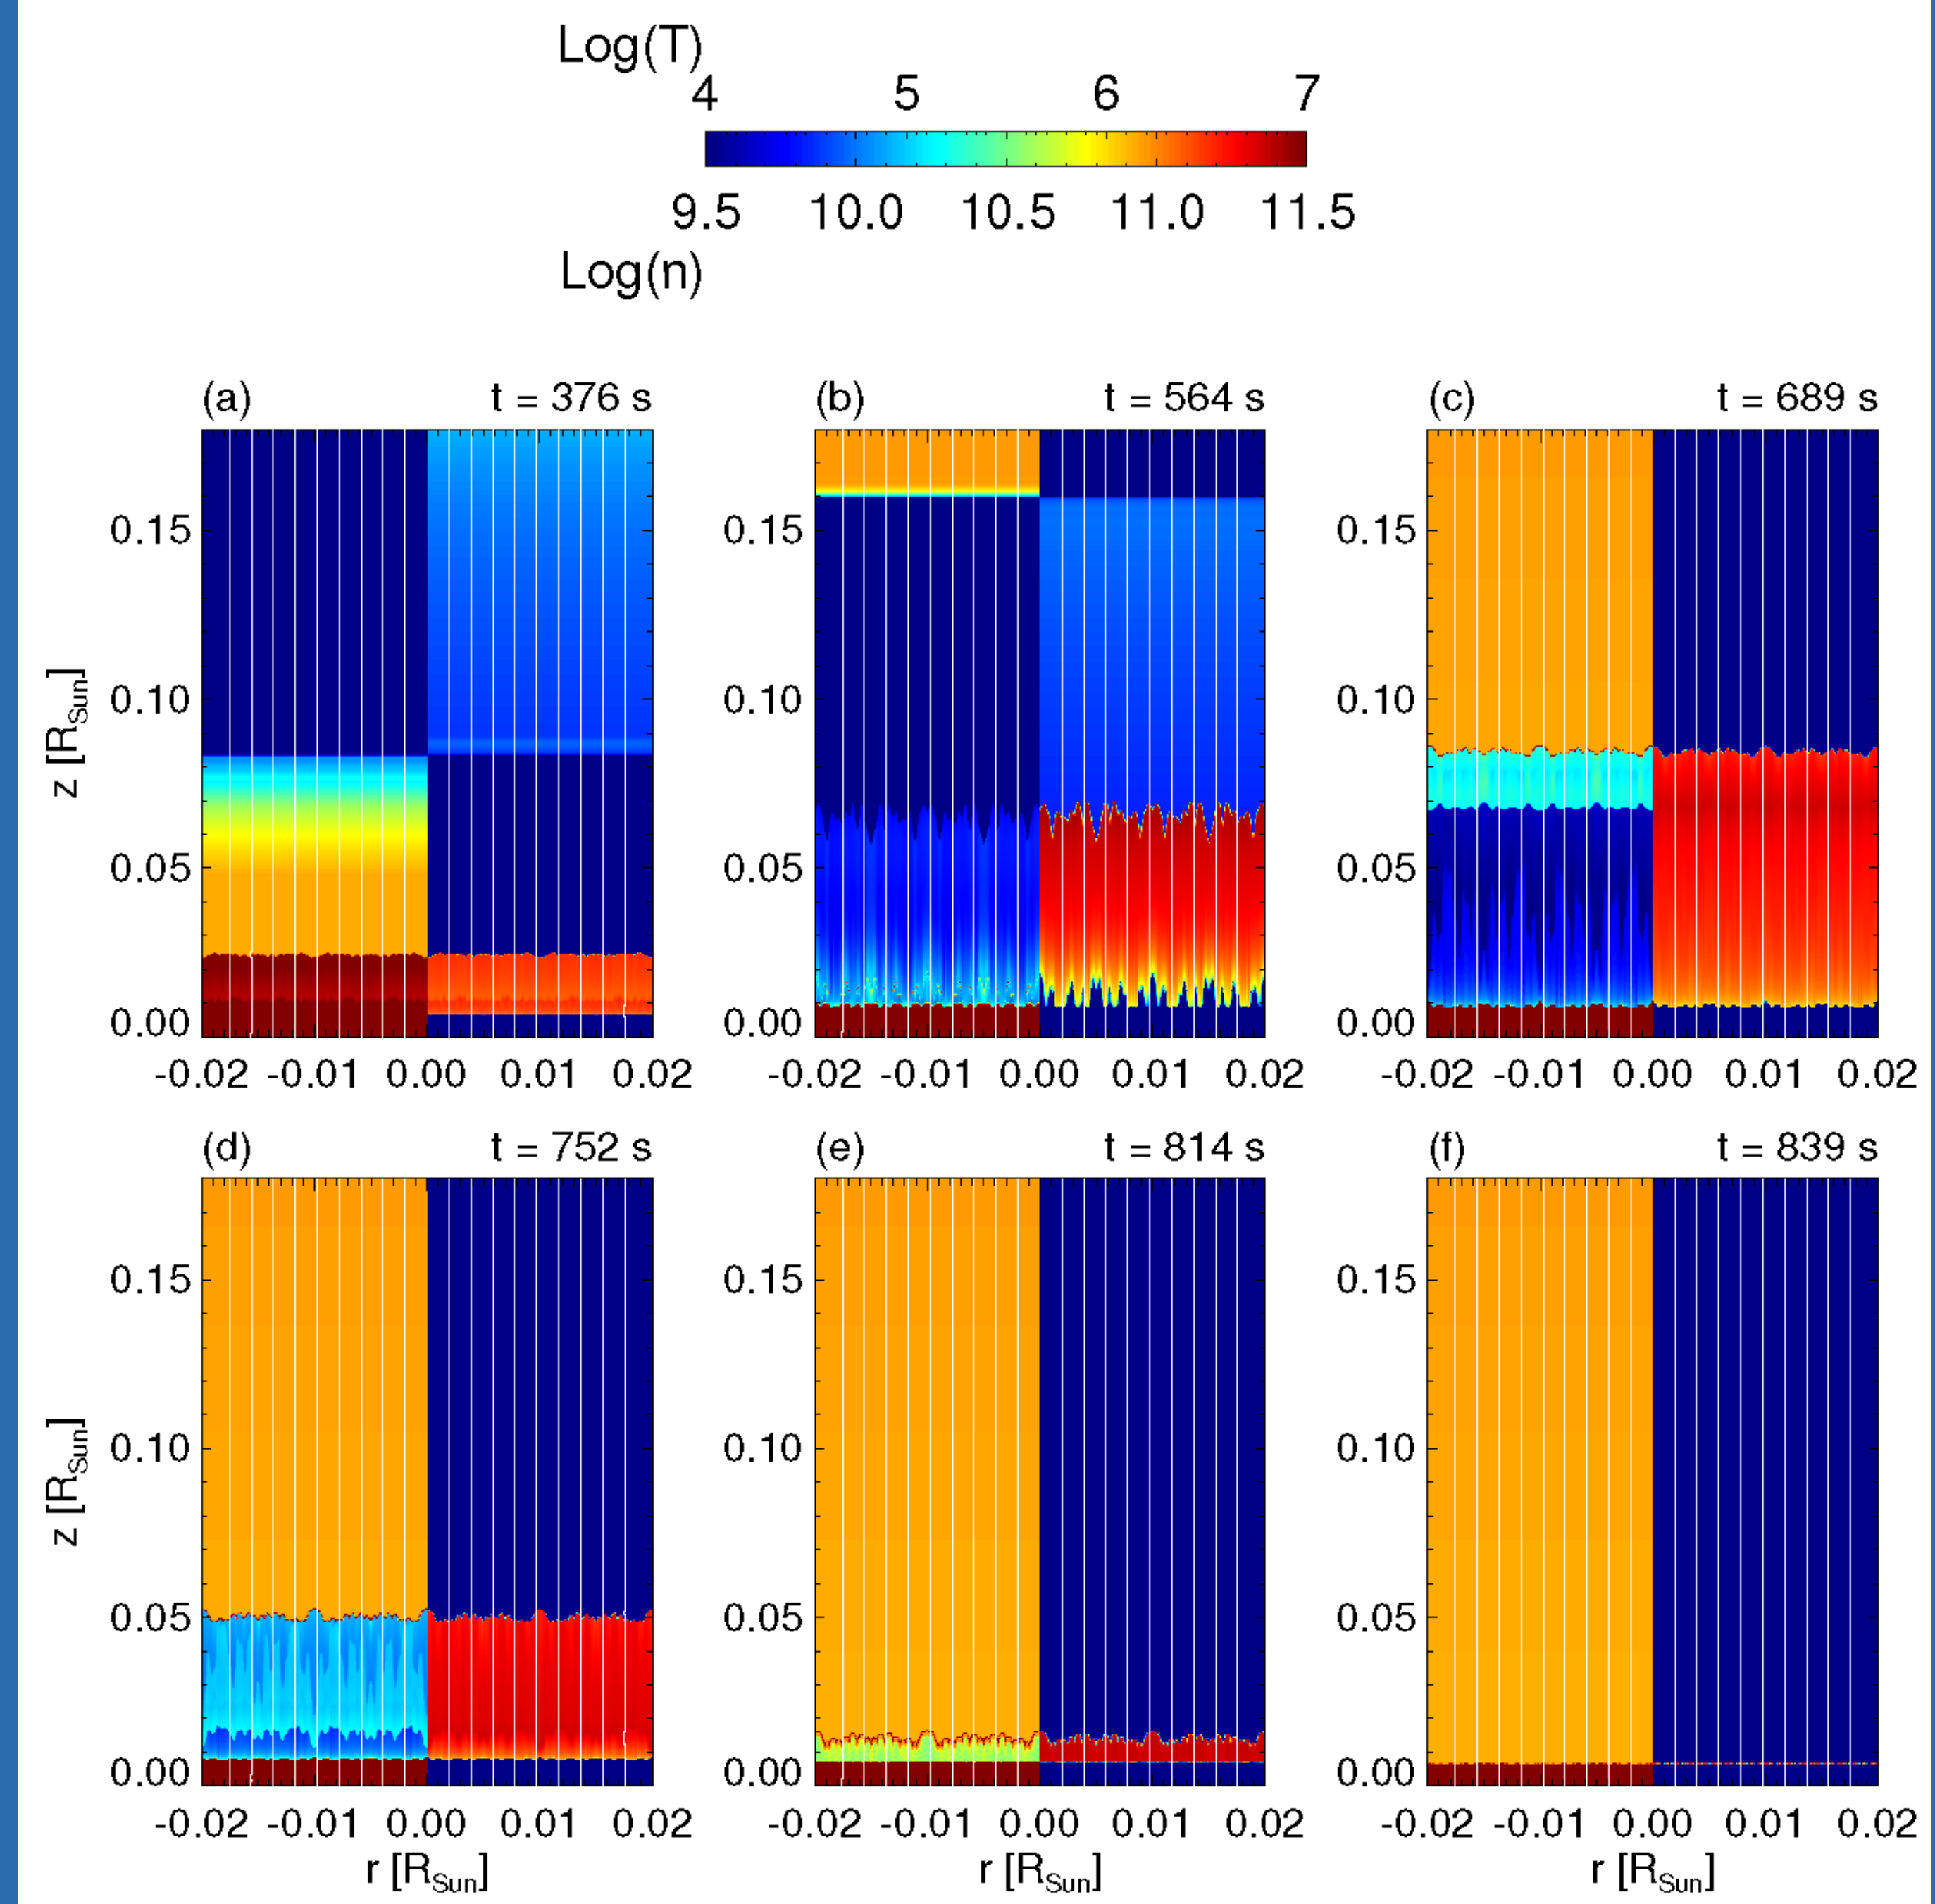 Log(T)
4 5 6 7
9.5 10.0 10.5 11.0 11.5
Log(n)
(a) t = 376 s (b) t = 564 s (c) t = 689 s
0.15 0.15 0.15
0.10 0.10 0.10
z [RSun]
0.05 0.05 0.05
0.00 0.00 0.00
-0.02 -0.01 0.00 0.01 0.02 -0.02 -0.01 0.00 0.01 0.02 -0.02 -0.01 0.00 0.01 0.02
(d) t = 752 s (e) t = 814 s (f) t = 839 s
0.15 0.15 0.15
0.10 0.10 0.10
z [RSun]
0.05 0.05 0.05
0.00 0.00 0.00
-0.02 -0.01 0.00 0.01 0.02 -0.02 -0.01 0.00 0.01 0.02 -0.02 -0.01 0.00 0.01 0.02
r [RSun] r [RSun] r [RSun]